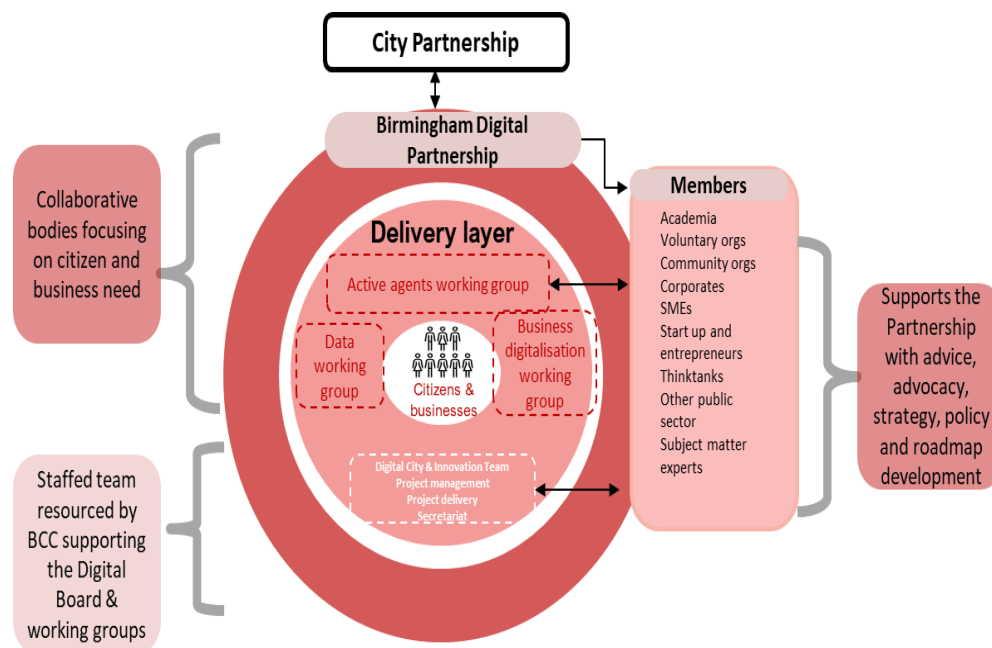 City Partnership
Birmingham Digital
Partnership
Collaborative
bodies focusing
on citizen and
business need
Delivery layer
Active agents working group
Data
working
group
Business
digitalisation
working
group
Citizens &
businesses
Digital City & Innovation Team
Project management
Project delivery
Secretariat
Members
Academia
Voluntary orgs
Community orgs
Corporates
SMEs
Start up and
entrepreneurs
Thinktanks
Other public
sector
Subject matter
experts
Supports the
Partnership
with advice,
advocacy,
strategy, policy
and roadmap
development
Staffed team
resourced by
BCC supporting
the Digital
Board &
working groups